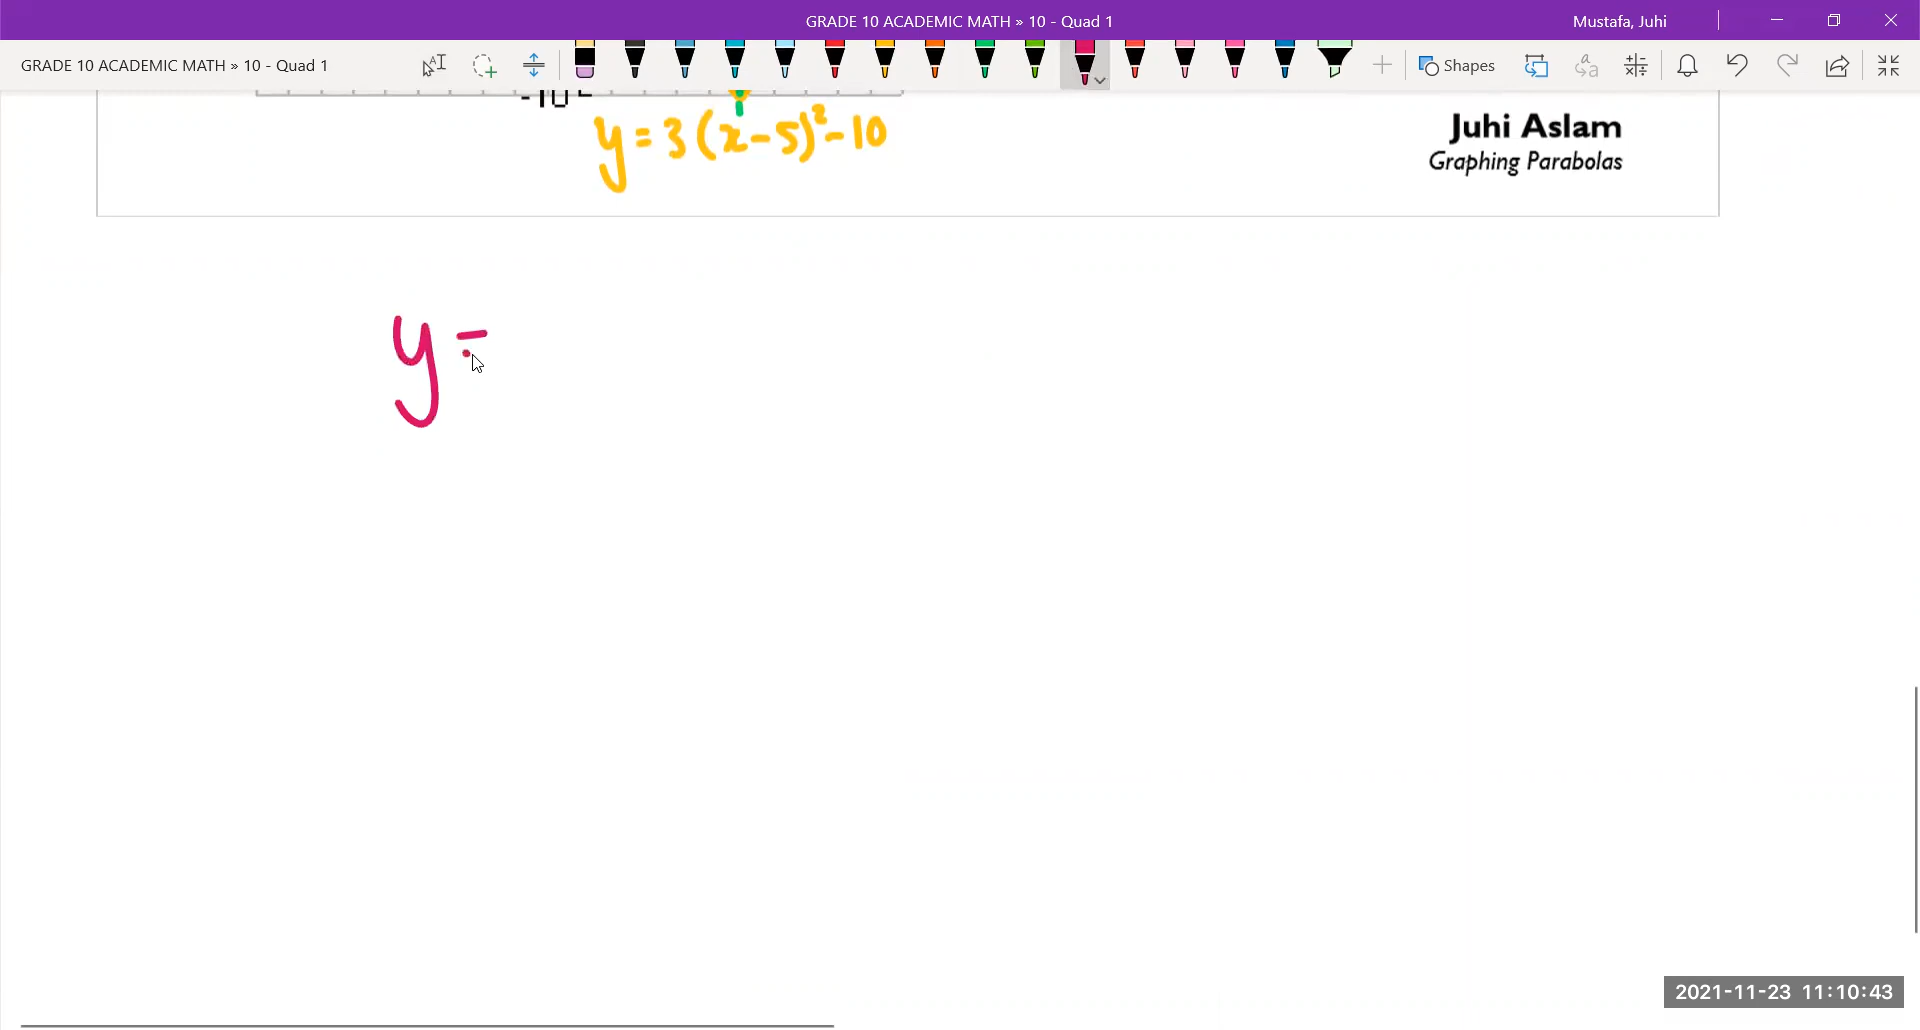 GRADE 10 ACADEMIC MATH » 10 - Quad 1
Mustafa, Juhi
GRADE 10 ACADEMIC MATH » 10 - Quad 1
Shapes
-10
y = 3(x - 5)² - 10
Juhi Aslam
Graphing Parabolas
y =
2021-11-23 11:10:43